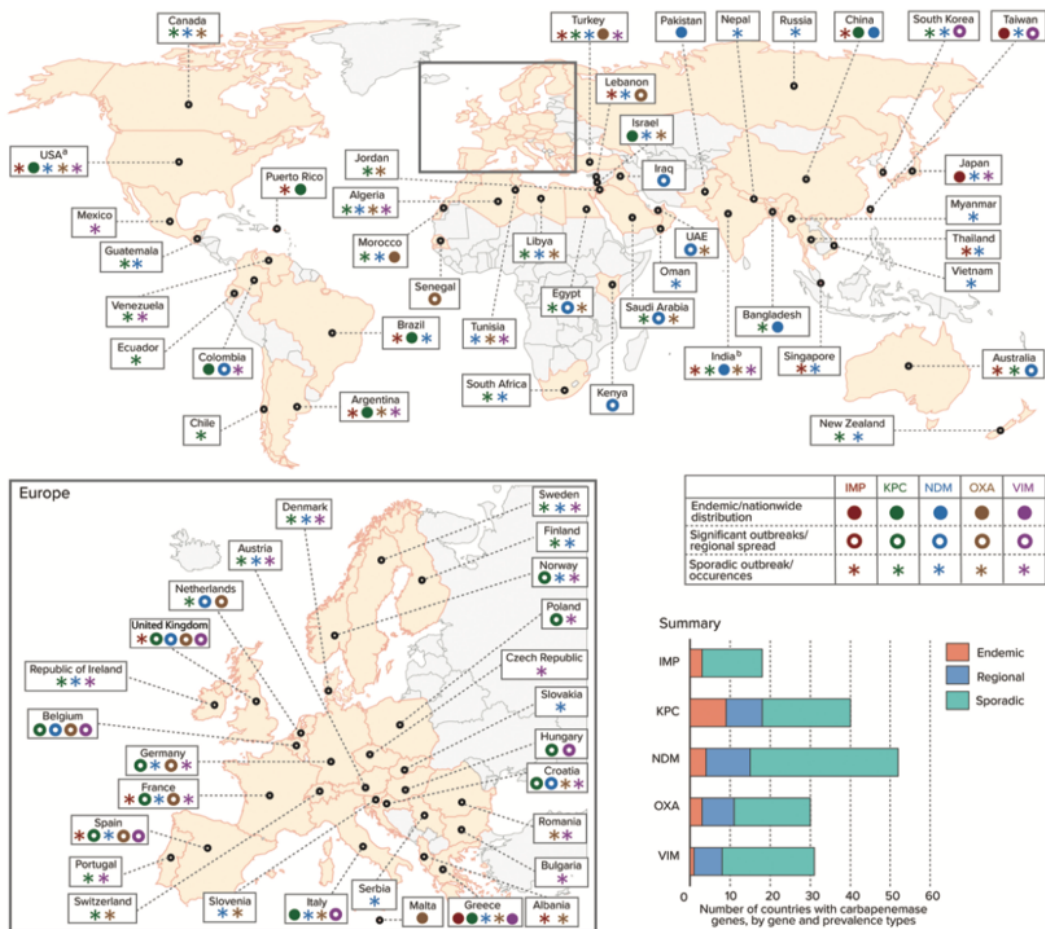 Canada
Turkey
Pakistan
Nepal
Russia
China
South Korea
Taiwan
Lebanon
Israel
USAª
Jordan
Iraq
Puerto Rico
Algeria
Japan
Mexico
Myanmar
Guatemala
Morocco
Libya
UAE
Thailand
Oman
Senegal
Vietnam
Venezuela
Egypt
Saudi Arabia
Bangladesh
Ecuador
Colombia
Brazil
Tunisia
Indiaᵇ
Singapore
Australia
South Africa
Kenya
Argentina
Chile
New Zealand
Europe
Sweden
Denmark
Finland
Austria
Norway
Netherlands
Poland
United Kingdom
Czech Republic
Republic of Ireland
Slovakia
Belgium
Hungary
Germany
Croatia
France
Romania
Spain
Portugal
Bulgaria
Switzerland
Slovenia
Italy
Serbia
Malta
Greece
Albania
IMP KPC NDM OXA VIM
Endemic/nationwide
distribution
Significant outbreaks/
regional spread
Sporadic outbreak/
occurences
Summary
IMP
KPC
NDM
OXA
VIM
Endemic
Regional
Sporadic
0 10 20 30 40 50 60
Number of countries with carbapenemase
genes, by gene and prevalence types